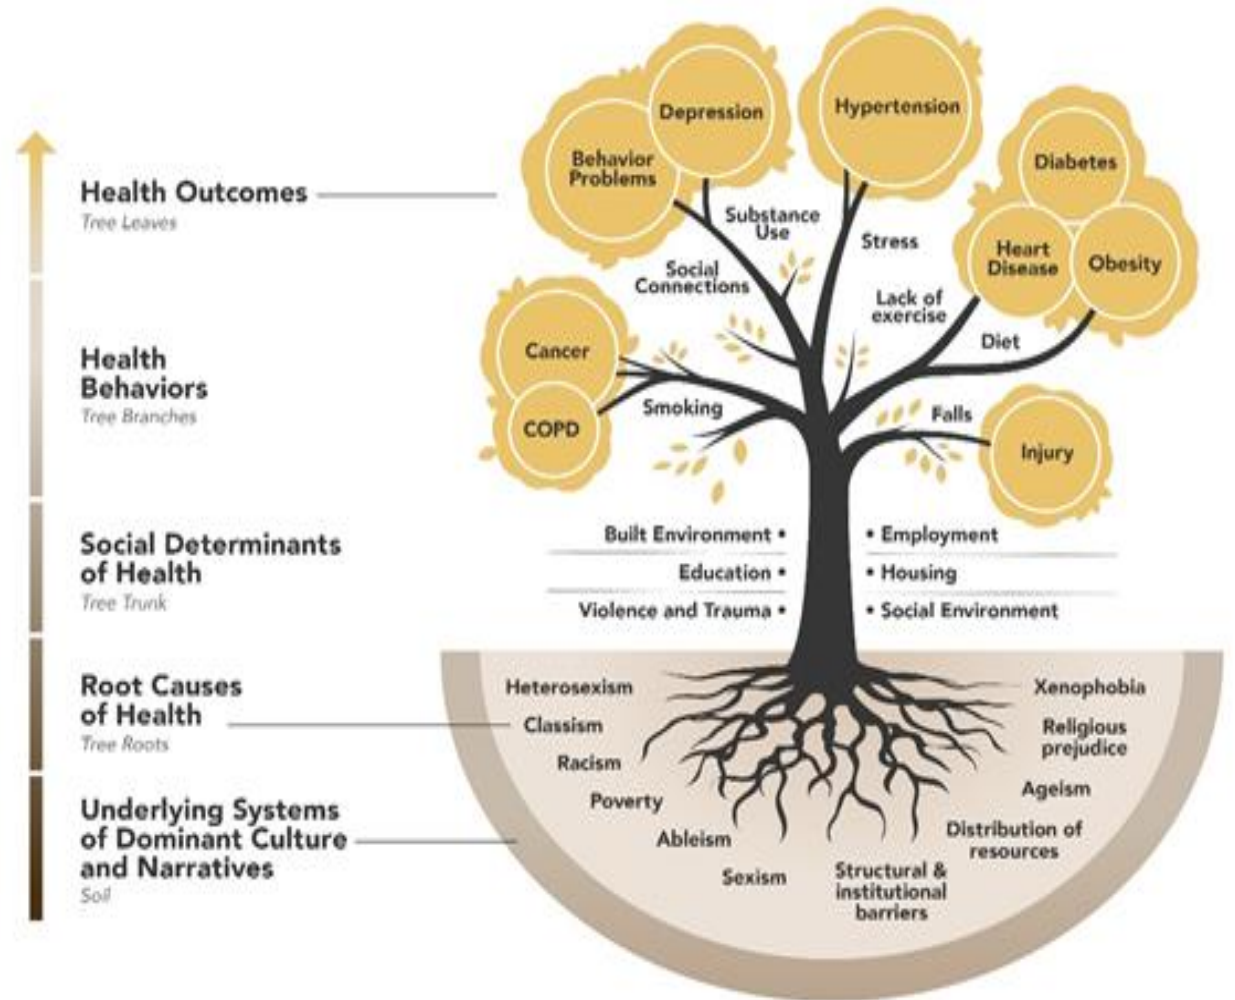 Health Outcomes
Tree Leaves
Health
Behaviors
Tree Branches
Social Determinants
of Health
Tree Trunk
Root Causes
of Health
Tree Roots
Underlying Systems
of Dominant Culture
and Narratives
Soil
Depression
Behavior
Problems
Hypertension
Diabetes
Heart
Disease
Obesity
Substance
Use
Stress
Social
Connections
Lack of
exercise
Diet
Cancer
COPD
Smoking
Falls
Injury
Built Environment •
• Employment
Education •
• Housing
Violence and Trauma •
• Social Environment
Heterosexism
Classism
Racism
Poverty
Ableism
Sexism
Structural &
institutional
barriers
Distribution of
resources
Ageism
Religious
prejudice
Xenophobia